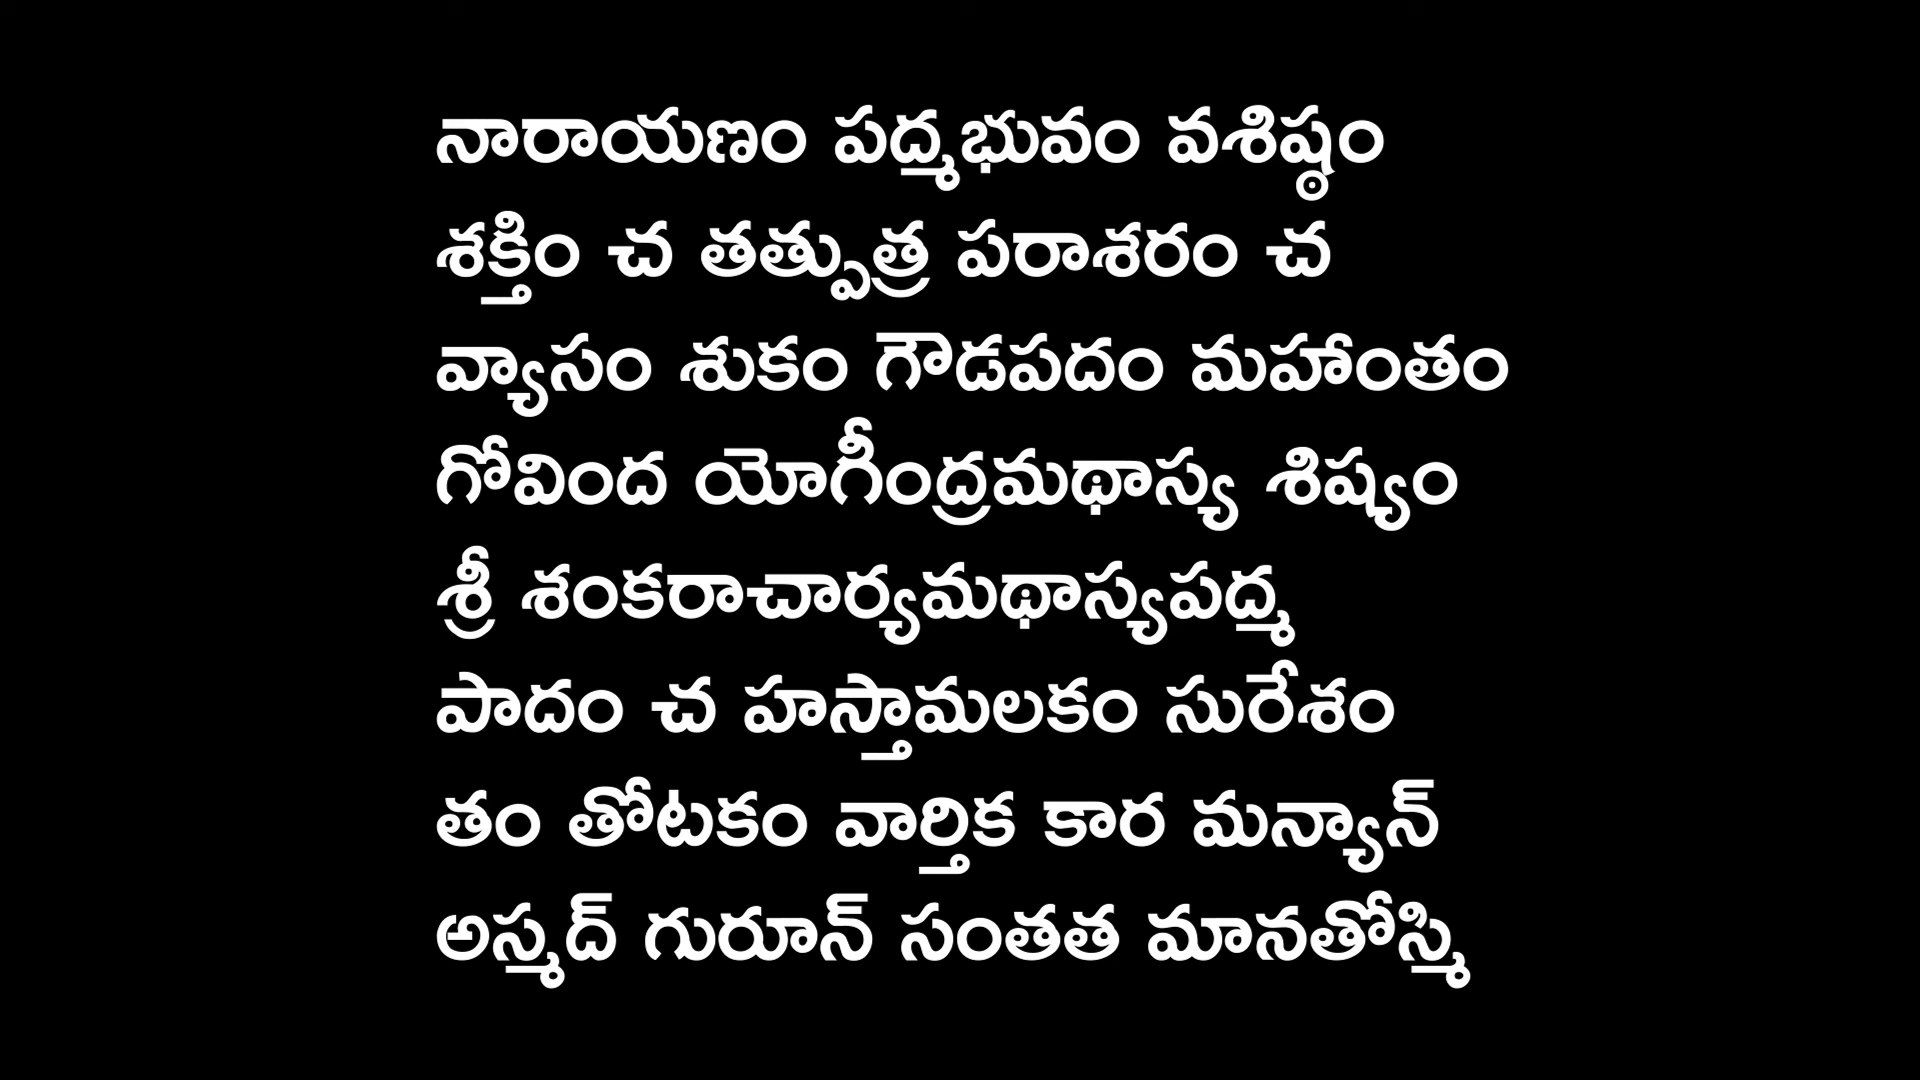 నారాయణం పద్మభువం వశిష్ఠం
శక్తిం చ తత్పుత్ర పరాశరం చ
వ్యాసం శుకం గౌడపదం మహాంతం
గోవింద యోగీంద్రమథాస్య శిష్యం
శ్రీ శంకరాచార్యమథాస్యపద్మ
పాదం చ హస్తామలకం సురేశం
తం తోటకం వార్తిక కార మన్యాన్
అస్మద్ గురూన్ సంతత మానతోస్మి